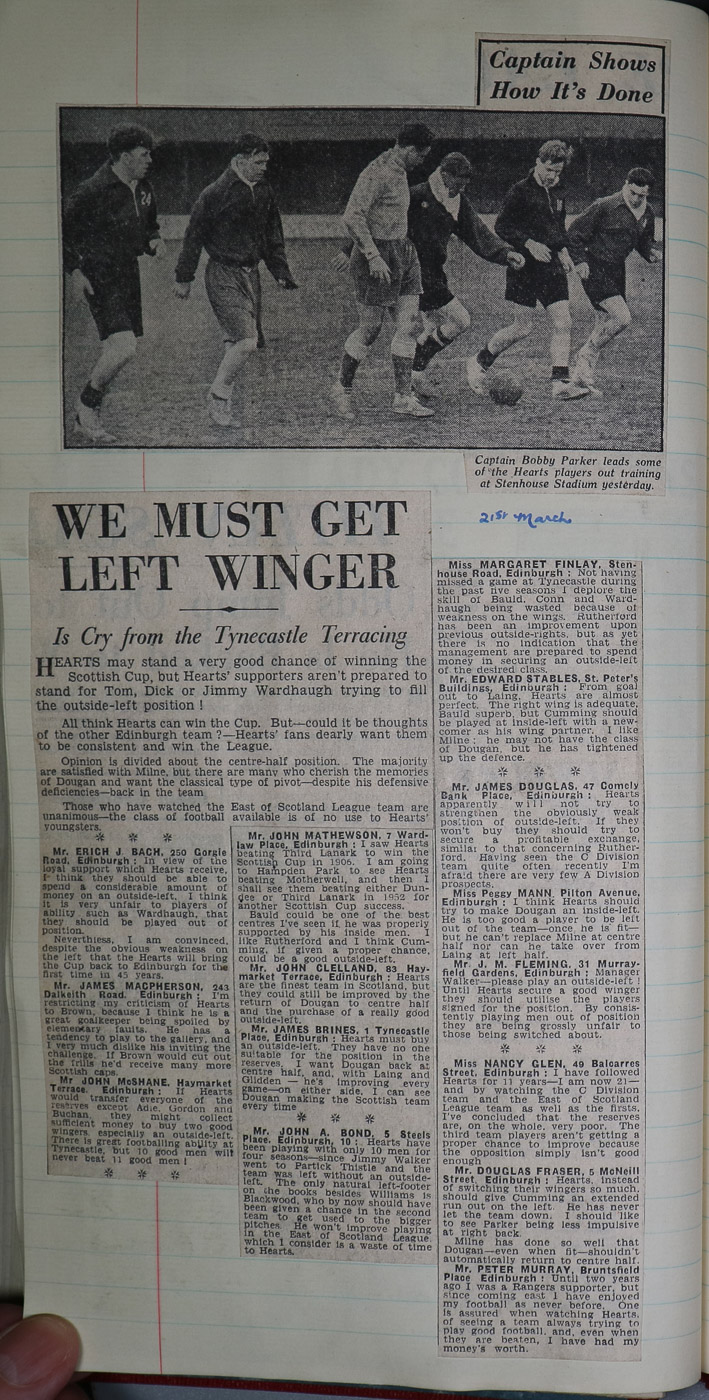 Captain Shows
How It's Done
Captain Bobby Parker leads some
of the Hearts players out training
at Stenhouse Stadium yesterday.
21st March
WE MUST GET
LEFT WINGER
Is Cry from the Tynecastle Terracing
HEARTS may stand a very good chance of winning the
Scottish Cup, but Hearts' supporters aren't prepared to
stand for Tom, Dick or Jimmy Wardhaugh trying to fill
the outside-left position !
All think Hearts can win the Cup. But—could it be thoughts
of the other Edinburgh team ?—Hearts' fans dearly want them
to be consistent and win the League.
Opinion is divided about the centre-half position. The majority
are satisfied with Milne, but there are many who cherish the memories
of Dougan and want the classical type of pivot—despite his defensive
deficiencies—back in the team
Those who have watched the East of Scotland League team are
unanimous—the class of football available is of no use to Hearts'
youngsters.
* * *
Mr. ERICH J. BACH, 250 Gorgie
Road, Edinburgh : In view of the
loyal support which Hearts receive,
I think they should be able to
spend a considerable amount of
money on an outside-left. I think
it is very unfair to players of
ability such as Wardhaugh, that
they should be played out of
position.
Neverthless, I am convinced,
despite the obvious weakness on
the left that the Hearts will bring
the Cup back to Edinburgh for the
first time in 45 years.
Mr. JAMES MACPHERSON, 243
Dalkeith Road, Edinburgh : I'm
restricting my criticism of Hearts
to Brown, because I think he is a
great goalkeeper being spoiled by
elementary faults. He has a
tendency to play to the gallery, and
I very much dislike his inviting the
challenge. If Brown would cut out
the frills he'd receive many more
Scottish caps.
Mr JOHN McSHANE, Haymarket
Terrace, Edinburgh : If Hearts
would transfer everyone of the
reserves except Adie, Gordon and
Buchan, they might collect
sufficient money to buy two good
wingers especially an outside-left.
There is great footballing ability at
Tynecastle, but 10 good men will
never beat 11 good men !
* * *
Mr. JOHN MATHEWSON, 7 Ward-
law Place, Edinburgh : I saw Hearts
beating Third Lanark to win the
Scottish Cup in 1906. I am going
to Hampden Park to see Hearts
beating Motherwell, and then I
shall see them beating either Dun-
dee or Third Lanark in 1952 for
another Scottish Cup success.
Bauld could be one of the best
centres I've seen if, he was properly
supported by his inside men. I
like Rutherford and I think Cum-
ming, if given a proper chance,
could be a good outside-left.
Mr. JOHN CLELLAND, 83 Hay-
market Terrace, Edinburgh : Hearts
are the finest team in Scotland, but
they could still be improved by the
return of Dougan to centre half
and the purchase of a really good
outside-left.
Mr. JAMES BRINES, 1 Tynecastle
Place, Edinburgh : Hearts must buy
an outside-left. They have no one
suitable for the position in the
reserves. I want Dougan back at
centre half, and, with Laing and
Glidden — he's improving every
game—on either side, I can see
Dougan making the Scottish team
every time
* * *
Mr. JOHN A. BOND, 5 Steels
Place, Edinburgh, 10 : Hearts have
been playing with only 10 men for
four seasons—since Jimmy Walker
went to Partick Thistle and the
team was left without an outside-
left. The only natural left-footer
on the books besides Williams is
Blackwood, who by now should have
been given a chance in the second
team to get used to the bigger
pitches. He won't improve playing
in the East of Scotland League,
which I consider is a waste of time
to Hearts.
Miss MARGARET FINLAY, Sten-
house Road, Edinburgh : Not having
missed a game at Tynecastle during
the past five seasons I deplore the
skill of Bauld, Conn and Ward-
haugh being wasted because of
weakness on the wings. Rutherford
has been an improvement upon
previous outside-rights, but as yet
there is no indication that the
management are prepared to spend
money in securing an outside-left
of the desired class.
Mr. EDWARD STABLES, St. Peter's
Buildings, Edinburgh : From goal
out to Laing, Hearts are almost
perfect. The right wing is adequate,
Bauld superb, but Cumming should
be played at inside-left with a new-
comer as his wing partner. I like
Milne : he may not have the class
of Dougan, but he has tightened
up the defence.
* * *
Mr. JAMES DOUGLAS, 47 Comely
Bank Place, Edinburgh : Hearts
apparently will not try to
strengthen the obviously weak
position of outside-left. If they
won't buy they should try to
secure a profitable exchange,
similar to that concerning Ruther-
ford. Having seen the C Division
team quite often recently I'm
afraid there are very few A Division
prospects.
Miss Peggy MANN, Pilton Avenue,
Edinburgh : I think Hearts should
try to make Dougan an inside-left.
He is too good a player to be left
out of the team—once, he is fit—
but he can't replace Milne at centre
half nor can he take over from
Laing at left half.
Mr. J. M. FLEMING, 31 Murray-
field Gardens, Edinburgh : Manager
Walker—please play an outside-left !
Until Hearts secure a good winger
they should utilise the players
signed for the position. By consis-
tently playing men out of position
they are being grossly unfair to
those being switched about.
* * *
Miss NANCY GLEN, 49 Balcarres
Street, Edinburgh : I have followed
Hearts for 11 years—I am now 21—
and by watching the C Division
team and the East of Scotland
League team as well as the firsts,
I've concluded that the reserves
are, on the whole, very poor. The
third team players aren't getting a
proper chance to improve because
the opposition simply isn't good
enough
Mr. DOUGLAS FRASER, 5 McNeill
Street, Edinburgh : Hearts, instead
of switching their wingers so much,
should give Cumming an extended
run out on the left. He has never
let the team down. I should like
to see Parker being less impulsive
at right back.
Milne has done so well that
Dougan—even when fit—shouldn't
automatically return to centre half.
Mr. PETER MURRAY, Bruntsfield
Place Edinburgh : Until two years
ago I was a Rangers supporter, but
since coming east I have enjoyed
my football as never before. One
is assured when watching Hearts,
of seeing a team always trying to
play good football, and, even when
they are beaten, I have had my
money's worth.